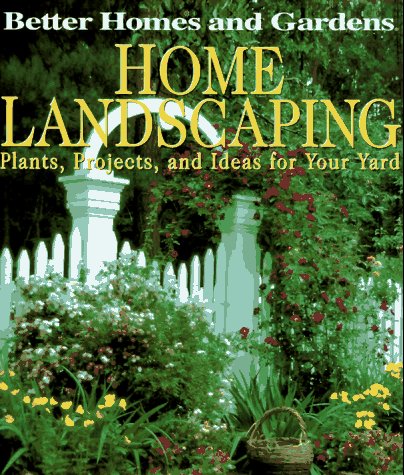 Better Homes and Gardens
HOME
LANDSCAPING
Plants, Projects, and Ideas for Your Yard